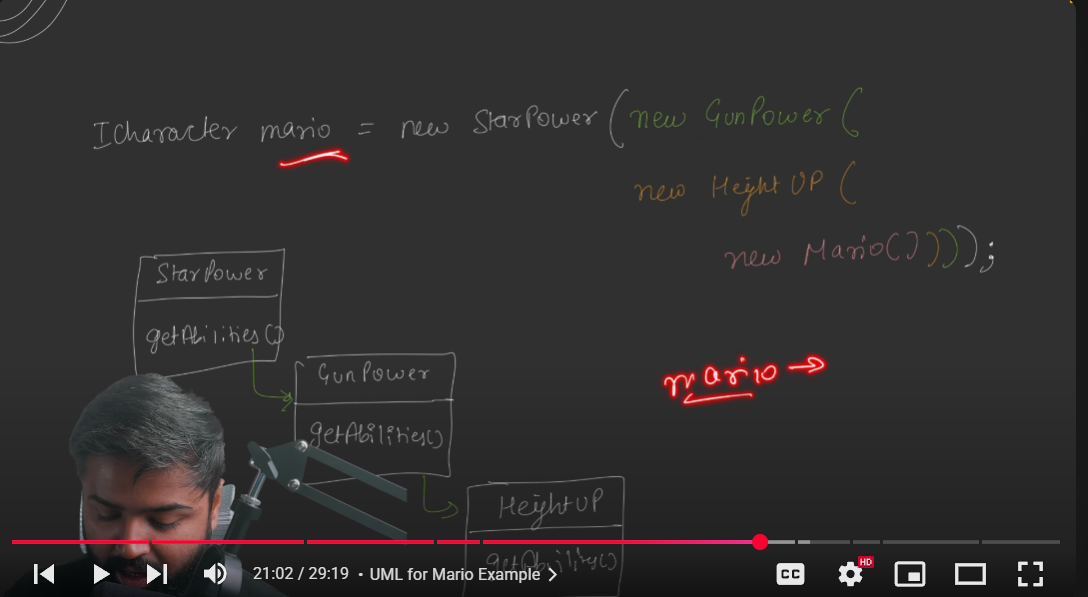 ICharacter mario = new StarPower ( new GunPower (
new HeightUP (
new Mario())));
StarPower
getAbilities()
GunPower
getAbilities()
mario →
HeightUP
getAbilities()
21:02 / 29:19 • UML for Mario Example >
CC
HD